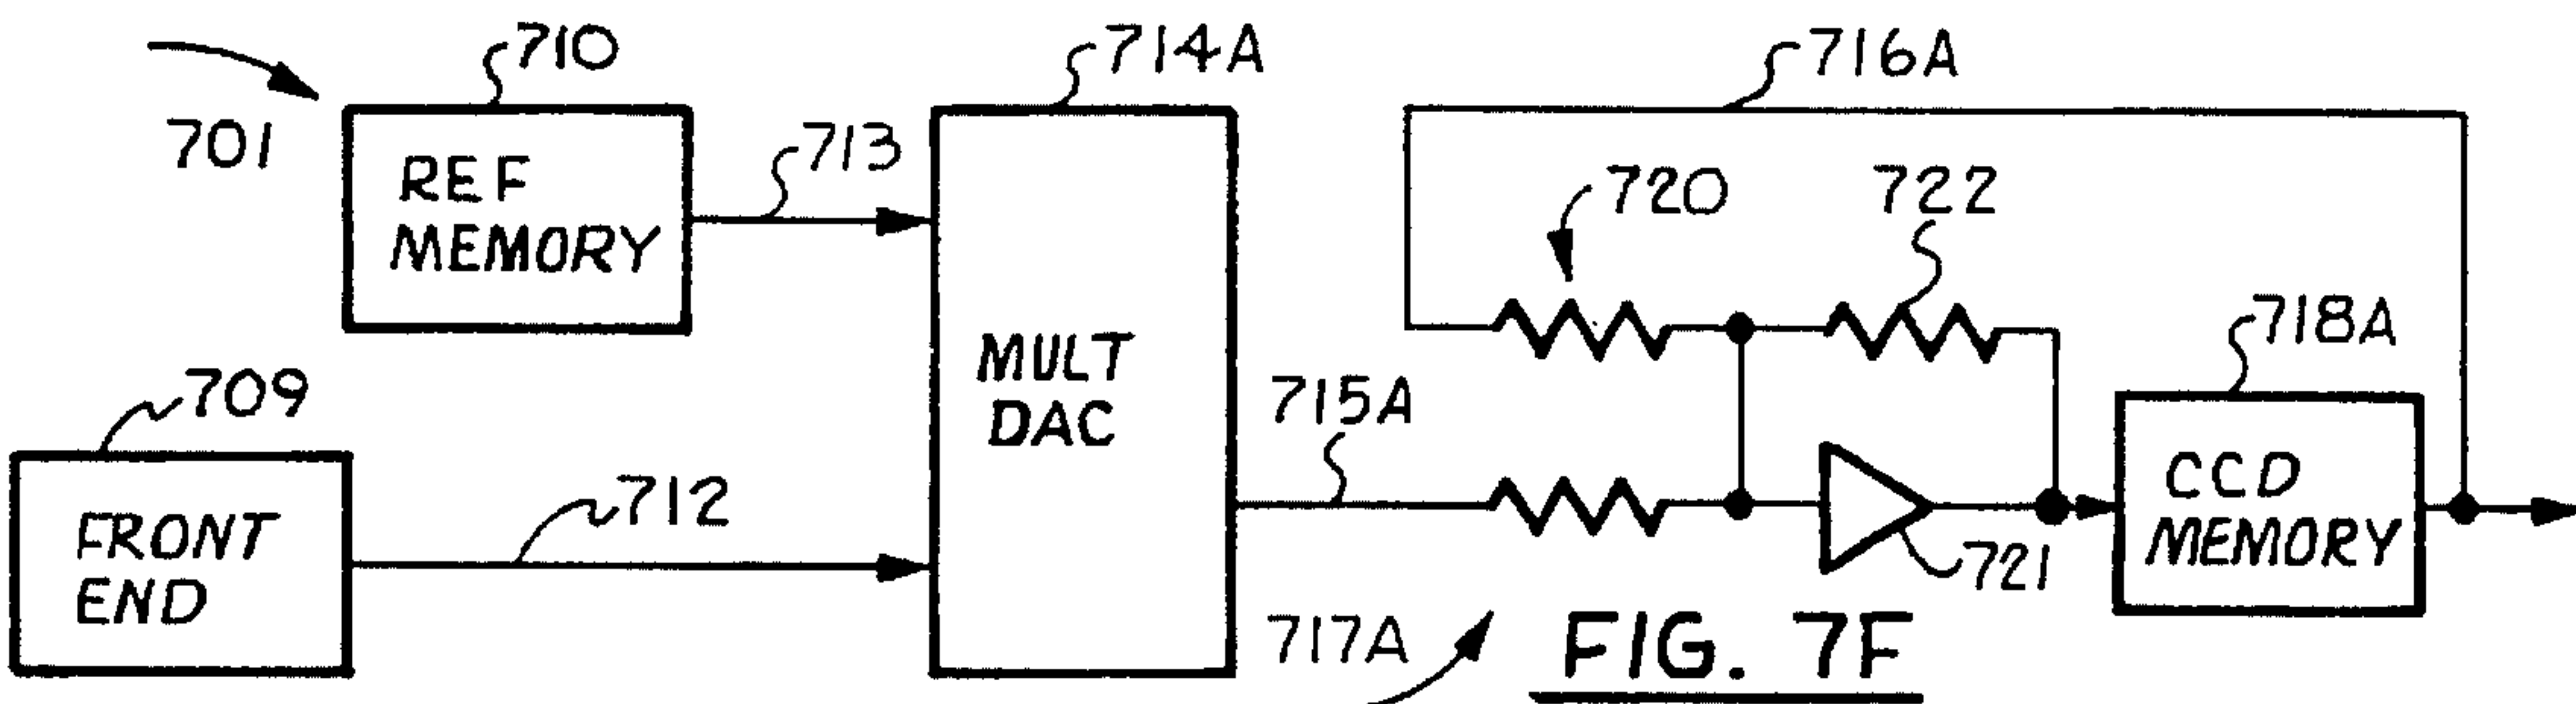 710
714A
716A
701
REF
MEMORY
713
720
722
718A
709
MULT
DAC
715A
FRONT
END
712
CCD
MEMORY
721
717A
FIG. 7F